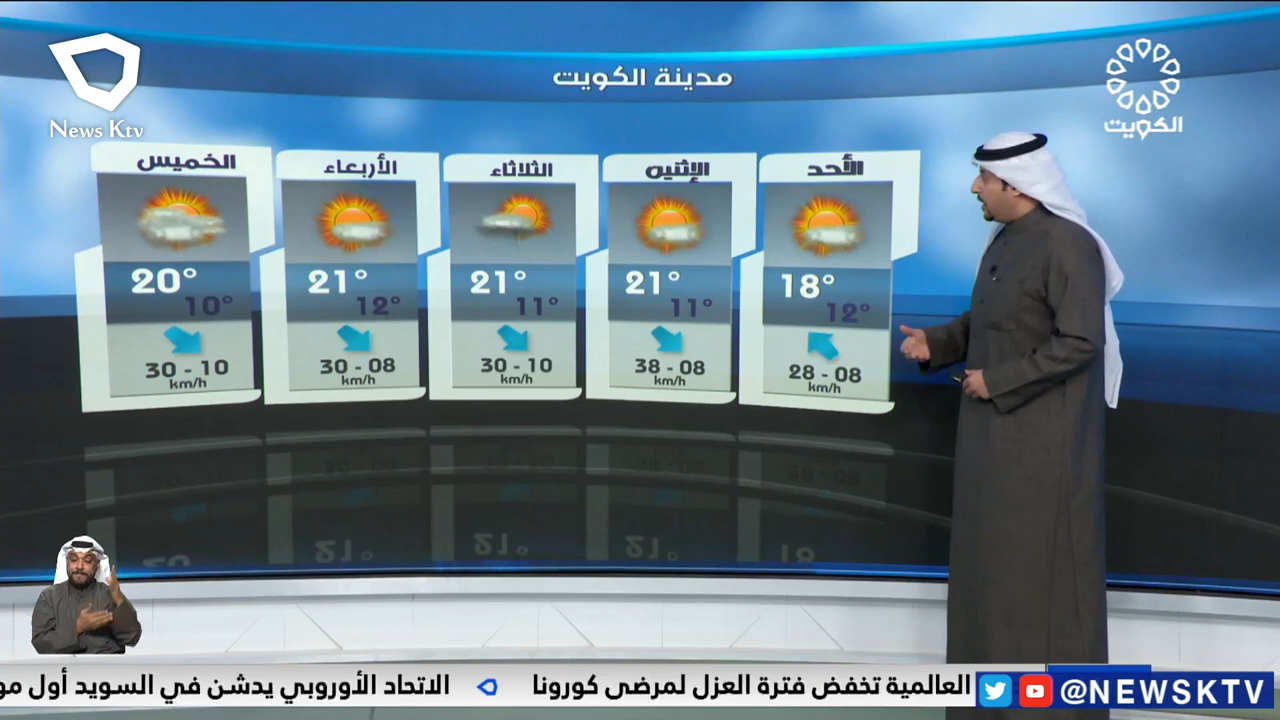 News Ktv
مدينة الكويت
الكويت
الأحد
18°
12°
28 - 08
km/h
الإثنين
21°
11°
38 - 08
km/h
الثلاثاء
21°
11°
30 - 10
km/h
الأربعاء
21°
12°
30 - 08
km/h
الخميس
20°
10°
30 - 10
km/h
العالمية تخفض فترة العزل لمرضى كورونا
الاتحاد الأوروبي يدشن في السويد أول
@NEWSKTV